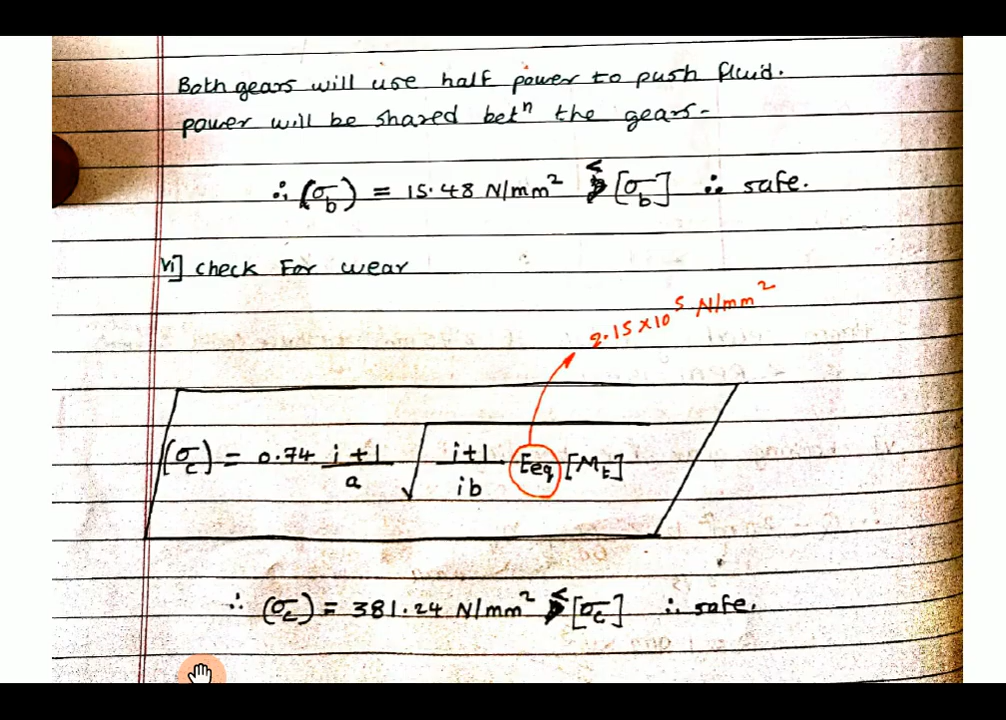 Both gears will use half power to push fluid.
power will be shared betⁿ the gears-
∴ (σb) = 15.48 N/mm² < [σb] ∴ safe.
vi] check For wear
2.15×10⁵ N/mm²
(σc) = 0.74 (i+1)/a √((i+1)/(ib) Eeq [Mt])
∴ (σc) = 381.24 N/mm² < [σc] ∴ safe.